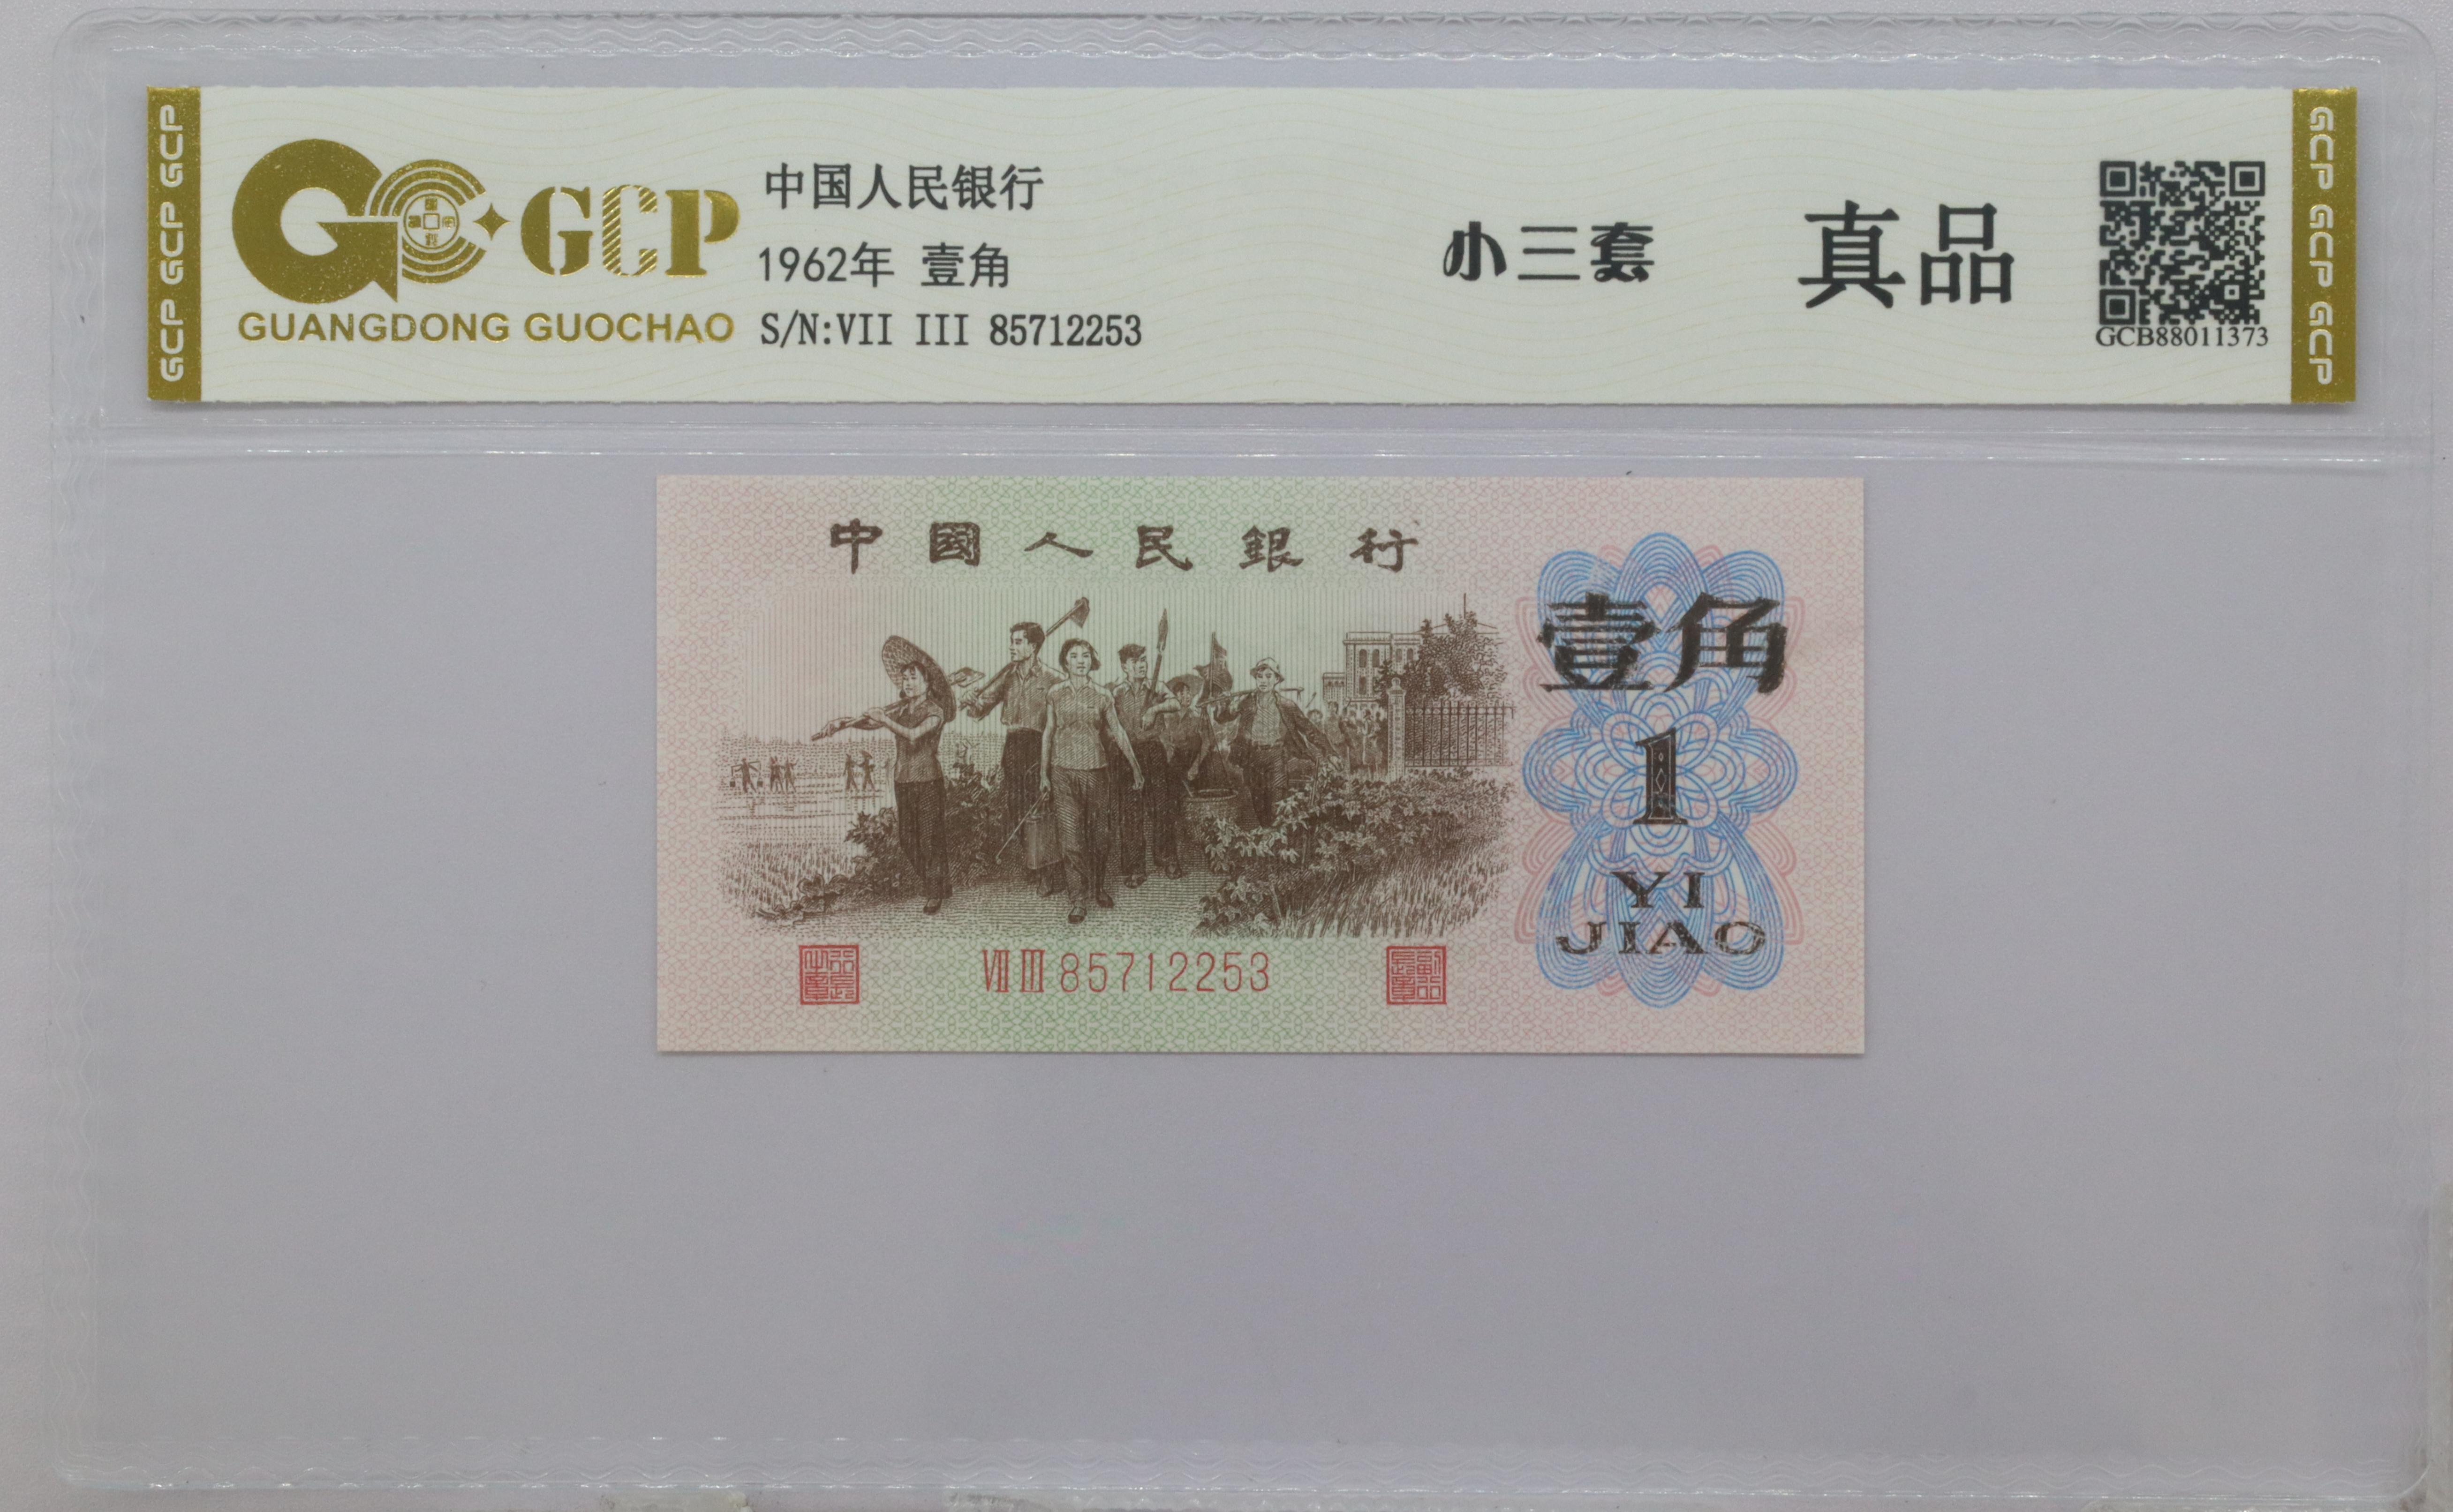 GCP GCP GCP
GCP
GUANGDONG GUOCHAO
中国人民银行
1962年 壹角
S/N:VII III 85712253
小三套
真品
GCB88011373
GCP GCP GCP
中國人民銀行
壹角
1
YI
JIAO
VII III 85712253